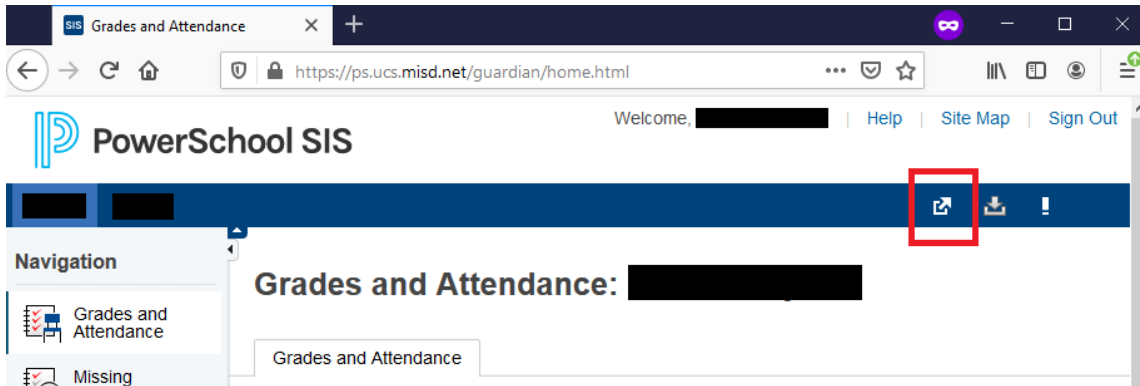 SIS Grades and Attendance
https://ps.ucs.misd.net/guardian/home.html
Welcome, | Help | Site Map | Sign Out
PowerSchool SIS
Navigation
Grades and Attendance:
Grades and
Attendance
Grades and Attendance
Missing